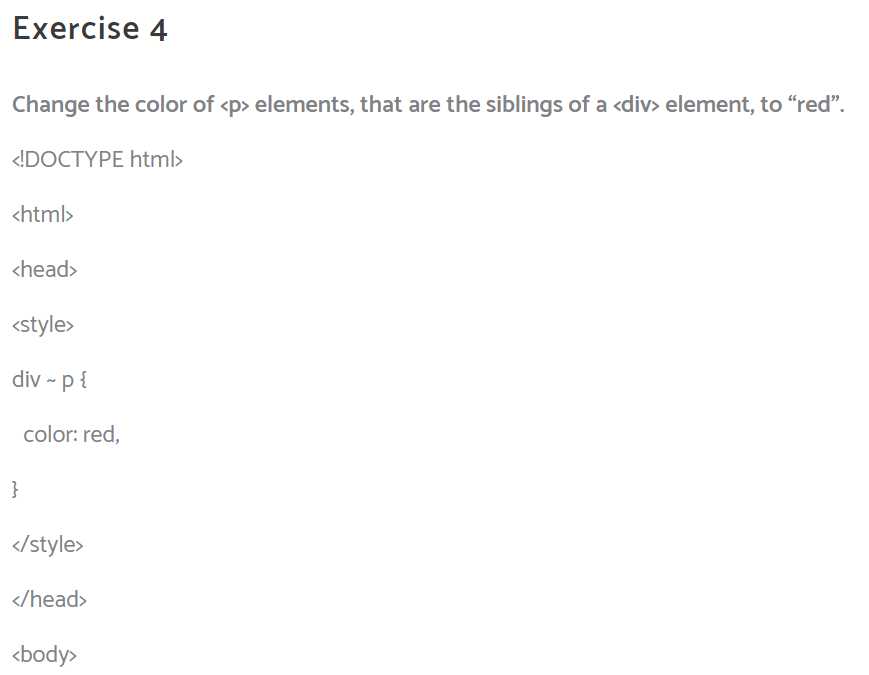 Exercise 4
Change the color of <p> elements, that are the siblings of a <div> element, to “red”.
<!DOCTYPE html>
<html>
<head>
<style>
div ~ p {
  color: red,
}
</style>
</head>
<body>